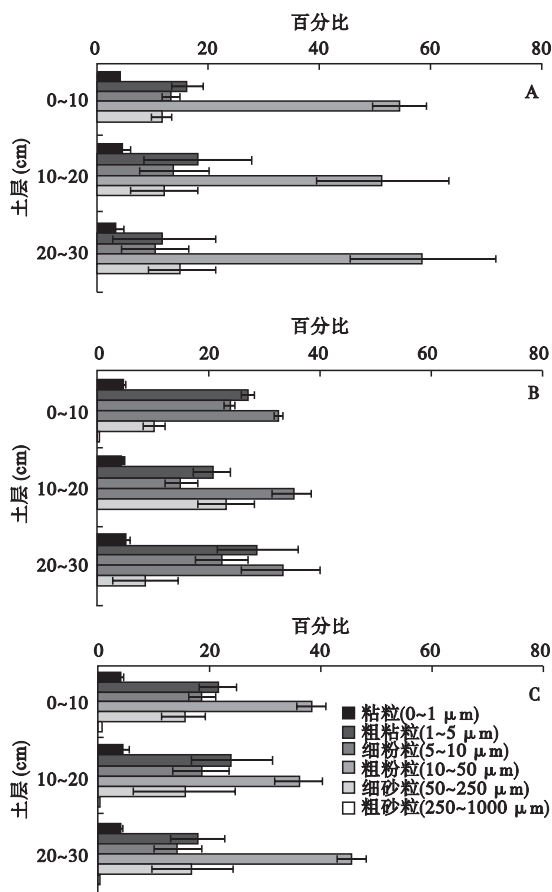 百分比
0 20 40 60 80
A
0~10
10~20
20~30
土层 (cm)
百分比
0 20 40 60 80
B
0~10
10~20
20~30
土层 (cm)
百分比
0 20 40 60 80
C
0~10
10~20
20~30
土层 (cm)
粘粒(0~1 μm)
粗粘粒(1~5 μm)
细粉粒(5~10 μm)
粗粉粒(10~50 μm)
细砂粒(50~250 μm)
粗砂粒(250~1000 μm)